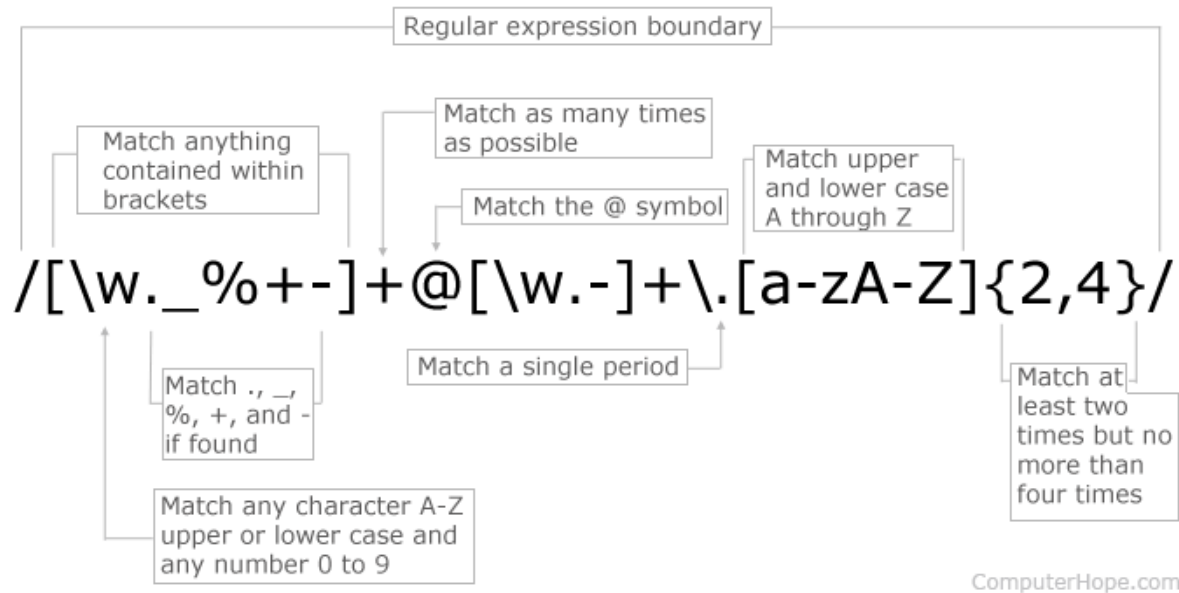 Regular expression boundary
Match as many times
as possible
Match anything
contained within
brackets
Match upper
and lower case
A through Z
Match the @ symbol
/[\w._%+-]+@[\w.-]+\.[a-zA-Z]{2,4}/
Match a single period
Match ., _,
%, +, and -
if found
Match at
least two
times but no
more than
four times
Match any character A-Z
upper or lower case and
any number 0 to 9
ComputerHope.com